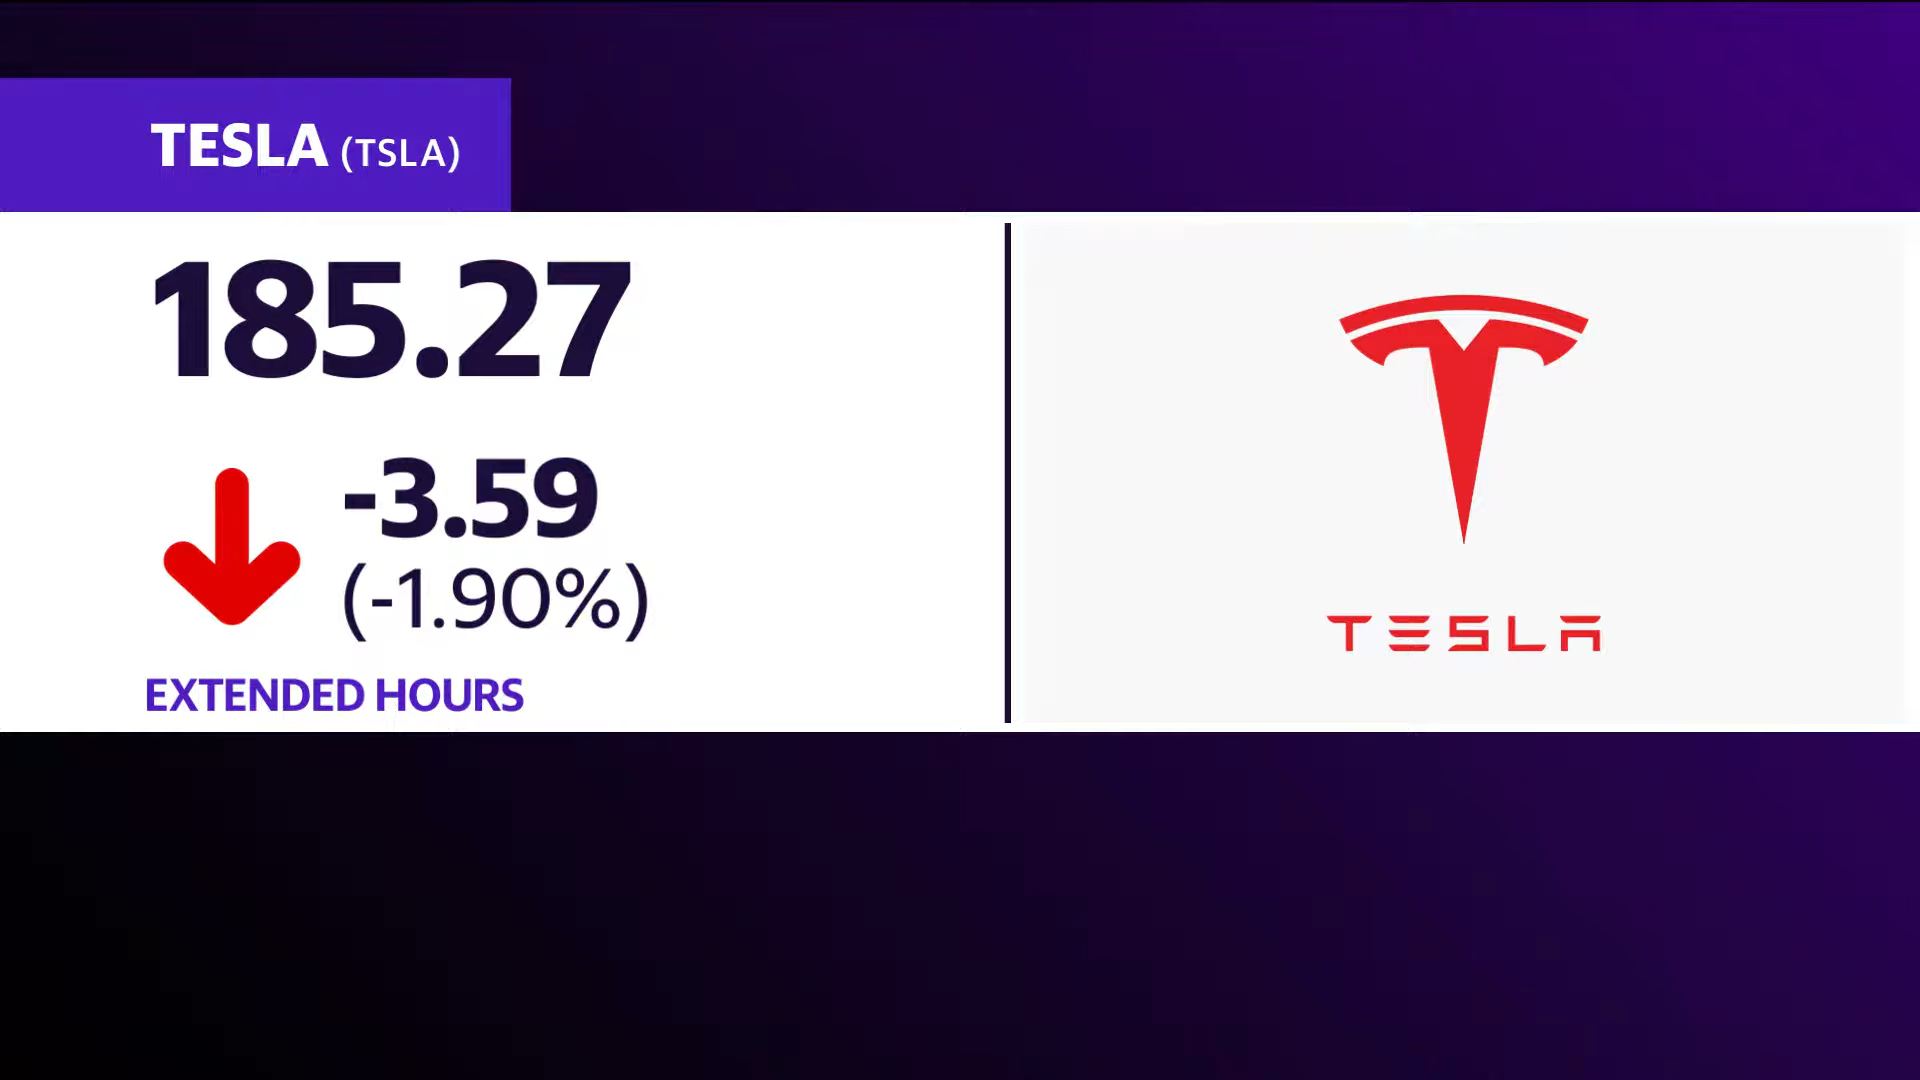 TESLA (TSLA)
185.27
-3.59
(-1.90%)
EXTENDED HOURS
TESLA